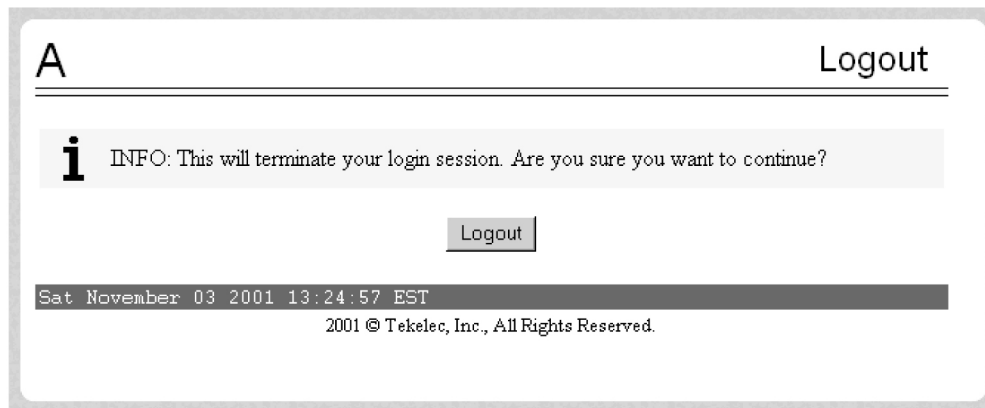 A Logout
i INFO: This will terminate your login session. Are you sure you want to continue?
Logout
Sat November 03 2001 13:24:57 EST
2001 © Tekelec, Inc., All Rights Reserved.